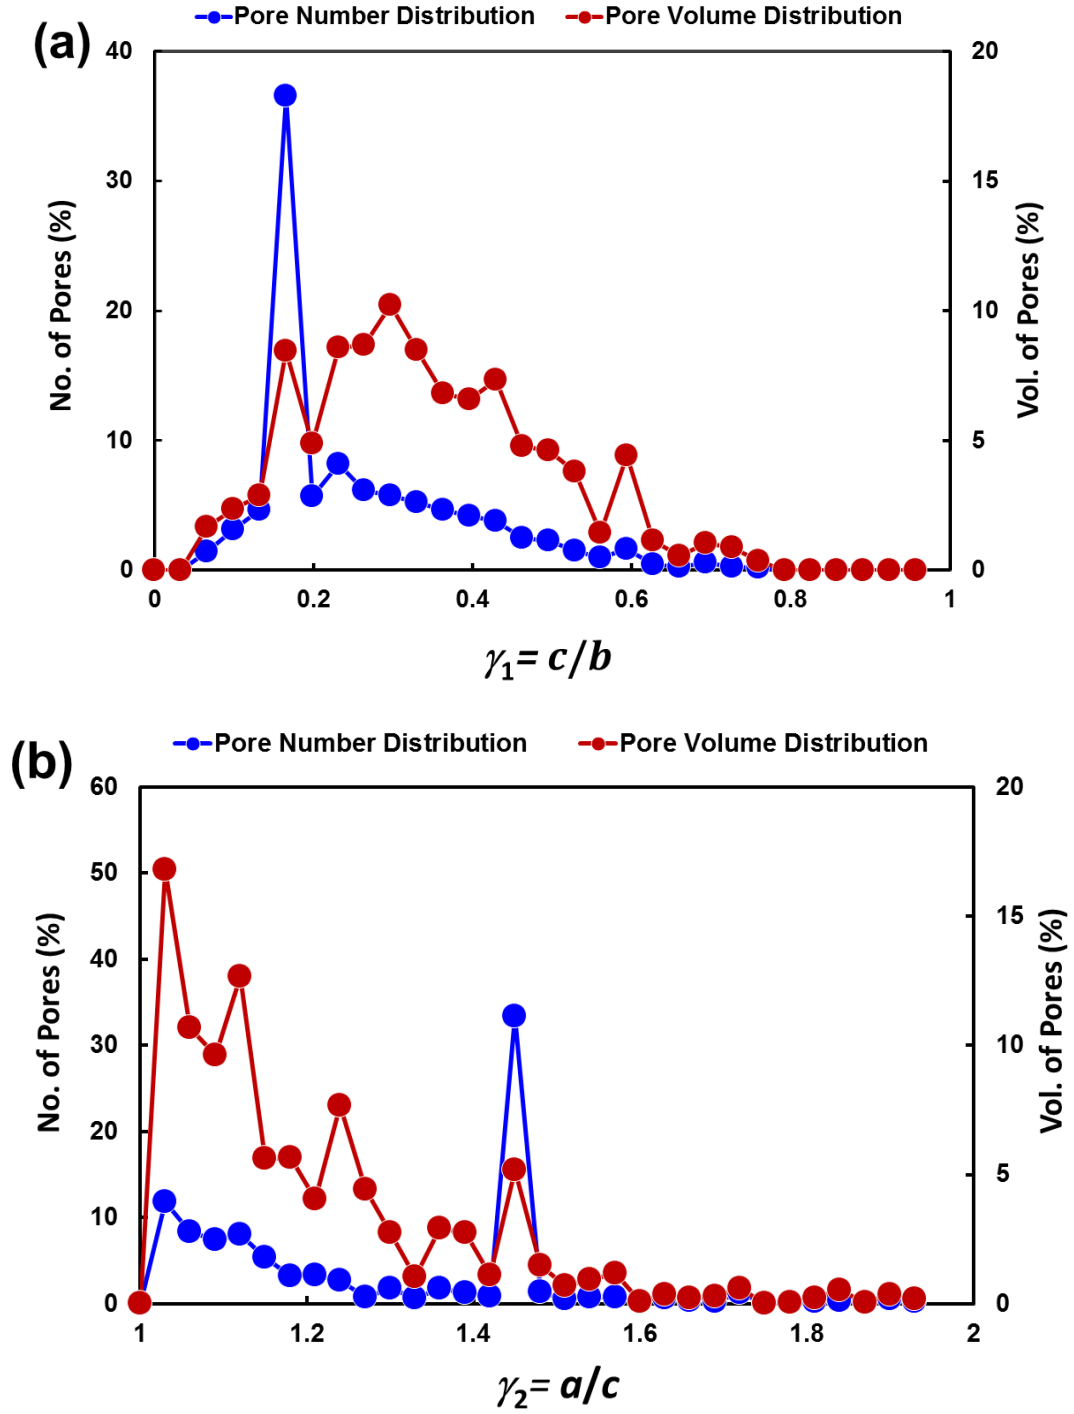 Pore Number Distribution Pore Volume Distribution
(a)
40 20
30 15
20 10
10 5
0 0
No. of Pores (%)
Vol. of Pores (%)
0 0.2 0.4 0.6 0.8 1
γ₁= c/b
Pore Number Distribution Pore Volume Distribution
(b)
60 20
50
15
40
30 10
20
5
10
0 0
No. of Pores (%)
Vol. of Pores (%)
1 1.2 1.4 1.6 1.8 2
γ₂= a/c